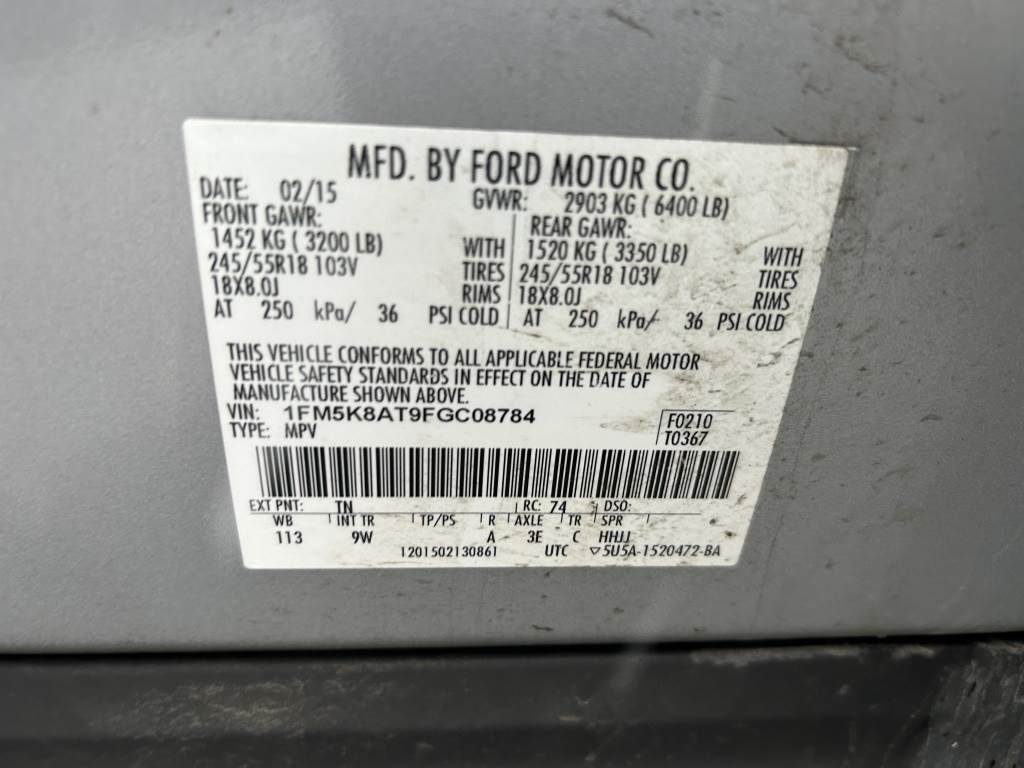 MFD. BY FORD MOTOR CO.
DATE: 02/15 GVWR: 2903 KG ( 6400 LB)
FRONT GAWR: REAR GAWR:
1452 KG ( 3200 LB) WITH 1520 KG ( 3350 LB) WITH
245/55R18 103V TIRES 245/55R18 103V TIRES
18X8.0J RIMS 18X8.0J RIMS
AT 250 kPa/ 36 PSI COLD AT 250 kPa/ 36 PSI COLD
THIS VEHICLE CONFORMS TO ALL APPLICABLE FEDERAL MOTOR
VEHICLE SAFETY STANDARDS IN EFFECT ON THE DATE OF
MANUFACTURE SHOWN ABOVE.
VIN: 1FM5K8AT9FGC08784 F0210
TYPE: MPV T0367
EXT PNT: TN RC: 74 DSO:
WB INT TR TP/PS R AXLE TR SPR
113 9W A 3E C HHJJ
1201502130861 UTC ▽5U5A-1520472-BA